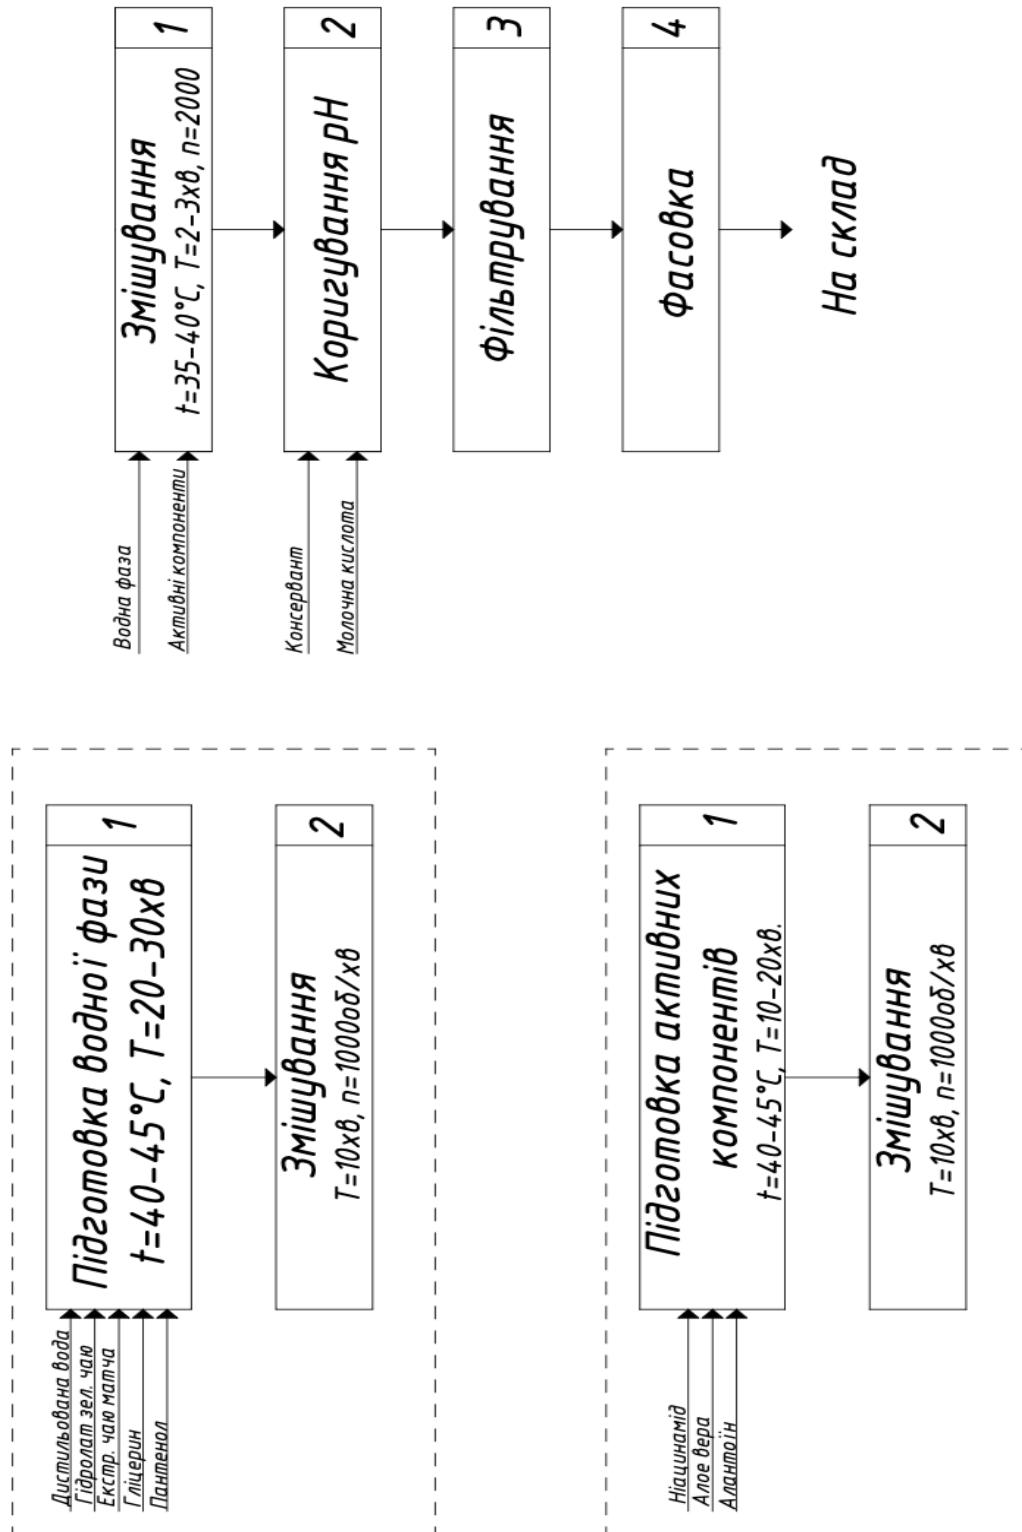 Дистильована вода
Гідролат зел. чаю
Екстр. чаю матча
Гліцерин
Пантенол
Підготовка водної фази
t=40-45°C, T=20-30хв
1
Змішування
T=10хв, n=1000об/хв
2
Ніацинамід
Алое вера
Алантоїн
Підготовка активних
компонентів
t=40-45°C, T=10-20хв.
1
Змішування
T=10хв, n=1000об/хв
2
Водна фаза
Активні компоненти
Змішування
t=35-40°C, T=2-3хв, n=2000
1
Консервант
Молочна кислота
Коригування pH
2
Фільтрування
3
Фасовка
4
На склад